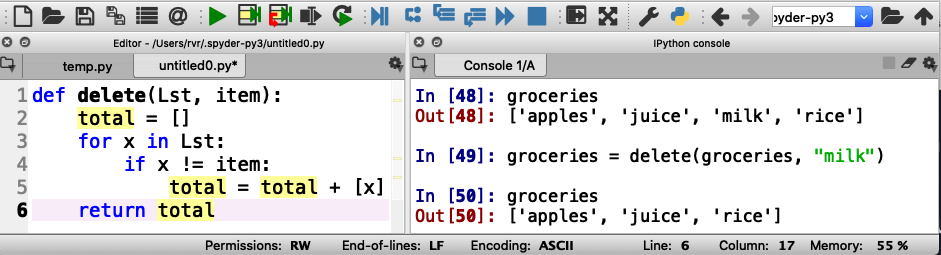 yder-py3
Editor - /Users/rvr/.spyder-py3/untitled0.py
IPython console
temp.py
untitled0.py*
Console 1/A
1 def delete(Lst, item):
2     total = []
3     for x in Lst:
4         if x != item:
5             total = total + [x]
6     return total
In [48]: groceries
Out[48]: ['apples', 'juice', 'milk', 'rice']
In [49]: groceries = delete(groceries, "milk")
In [50]: groceries
Out[50]: ['apples', 'juice', 'rice']
Permissions: RW End-of-lines: LF Encoding: ASCII Line: 6 Column: 17 Memory: 55 %